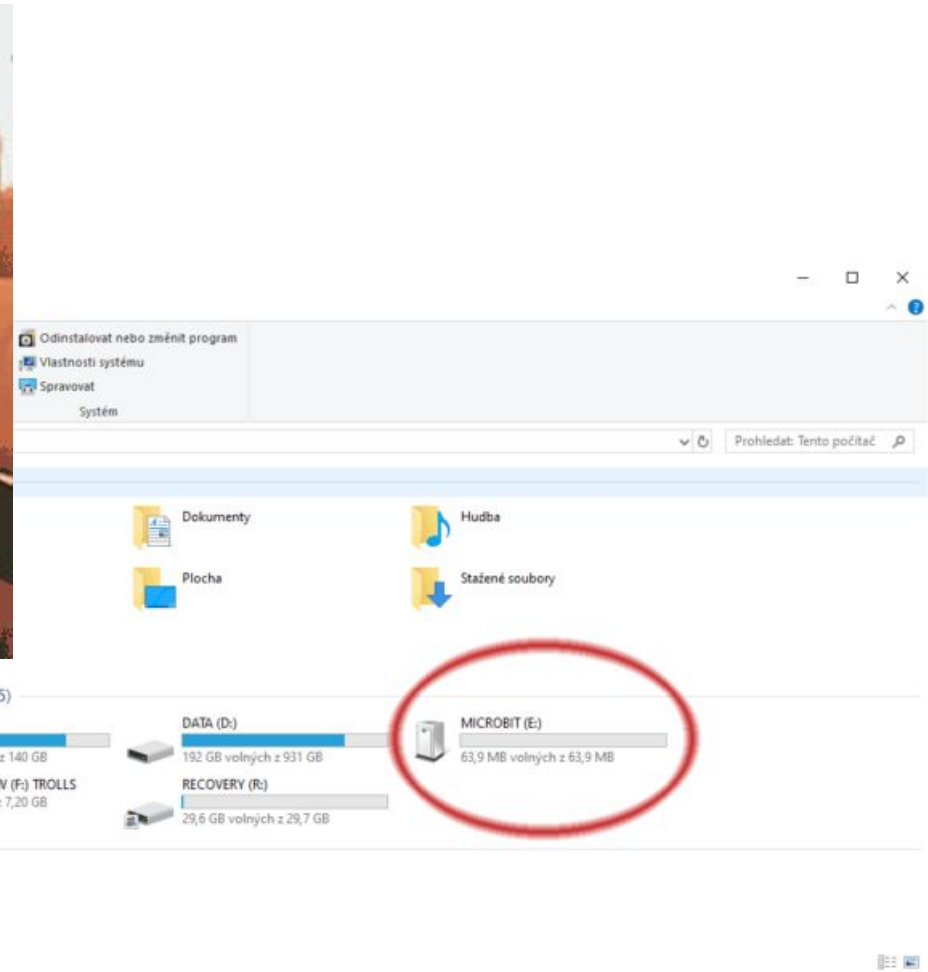 Odinstalovat nebo změnit program
Vlastnosti systému
Spravovat
Systém
Prohledat: Tento počítač
Dokumenty
Hudba
Plocha
Stažené soubory
5)
DATA (D:)
MICROBIT (E:)
z 140 GB
192 GB volných z 931 GB
63,9 MB volných z 63,9 MB
(F:) TROLLS
RECOVERY (R:)
z 7,20 GB
29,6 GB volných z 29,7 GB